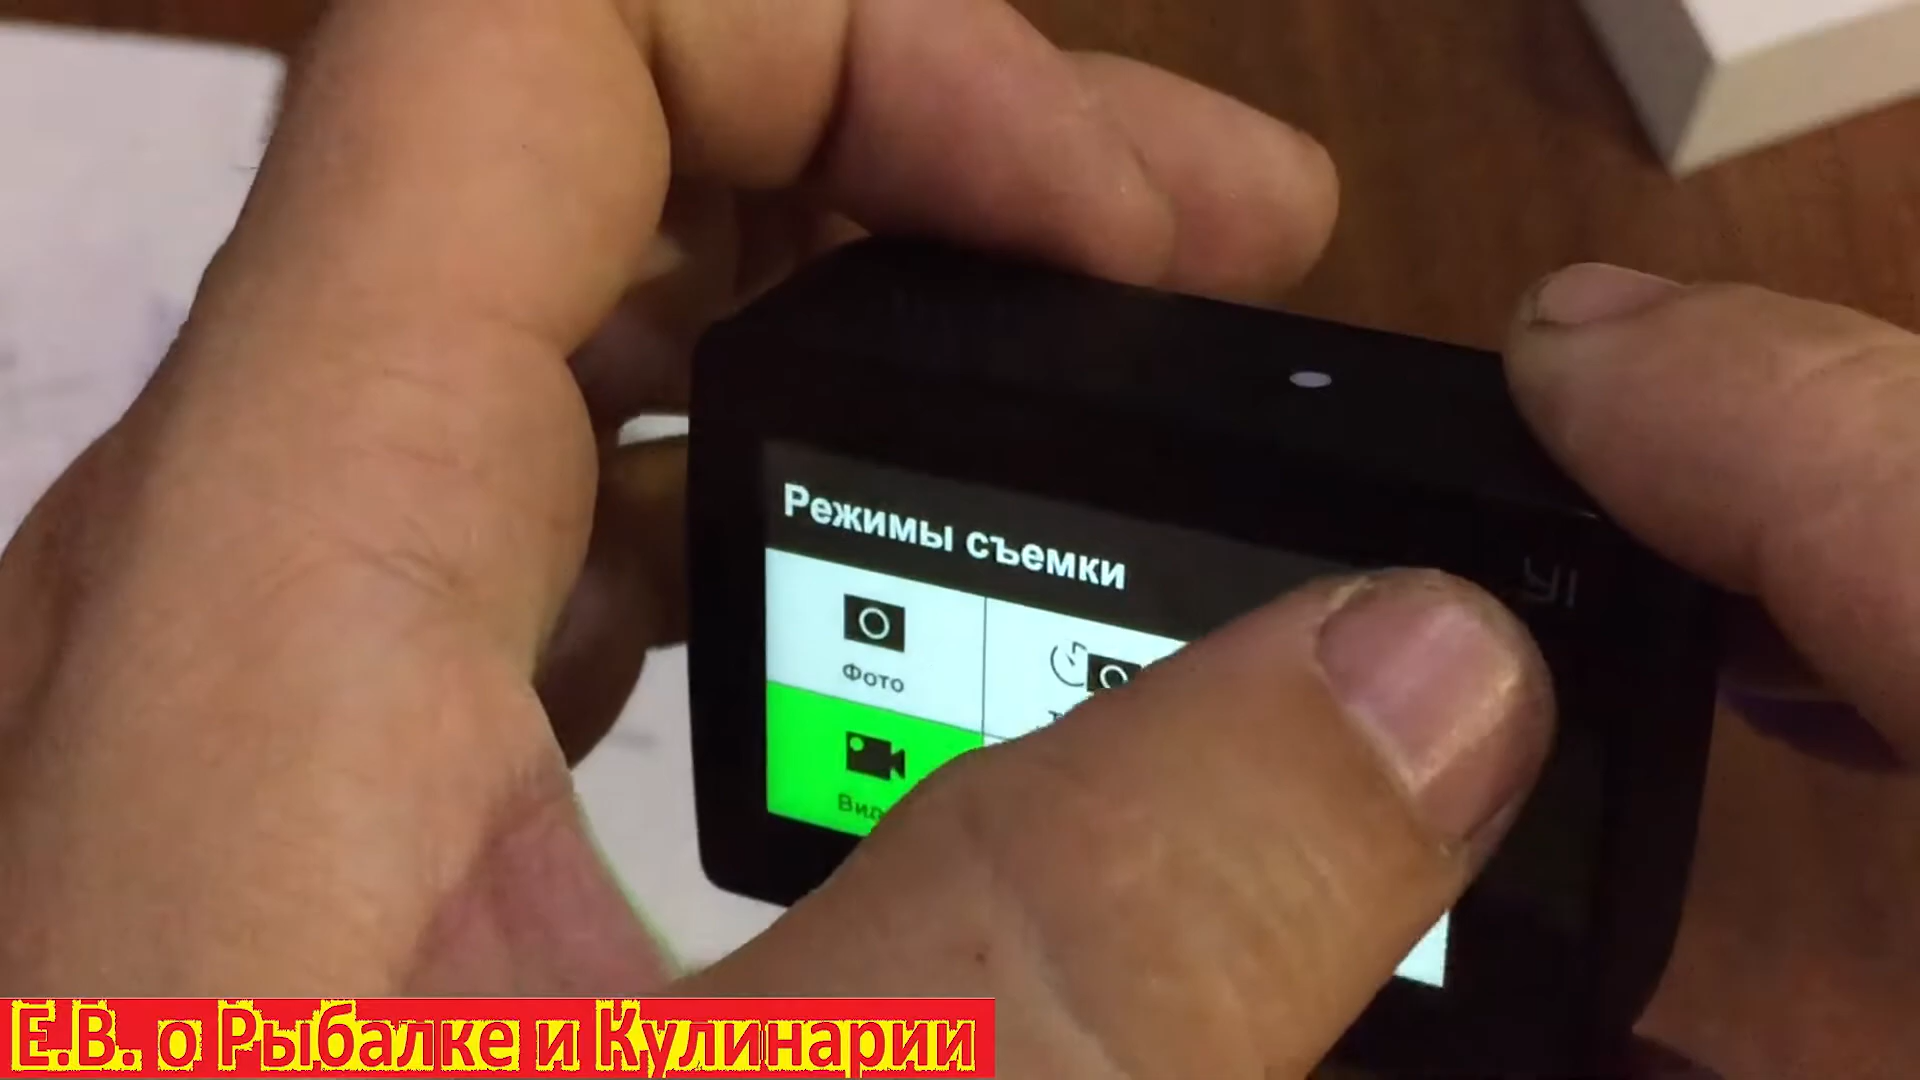 Режимы съемки
YI
Фото
Е.В. о Рыбалке и Кулинарии